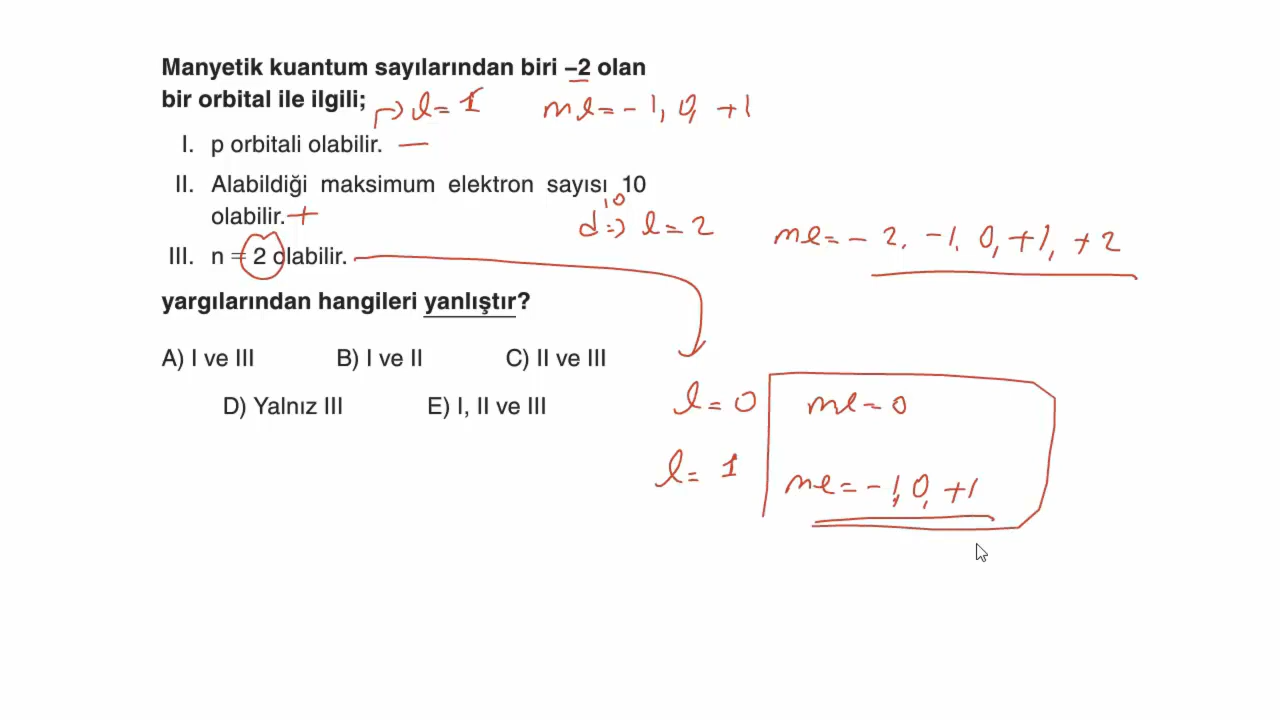 Manyetik kuantum sayılarından biri –2 olan
bir orbital ile ilgili;
l = 1 ml = - 1, 0, +1
I. p orbitali olabilir. —
II. Alabildiği maksimum elektron sayısı 10
olabilir. +
10
d => l = 2
ml = - 2, -1, 0, +1, +2
III. n = 2 olabilir.
yargılarından hangileri yanlıştır?
A) I ve III B) I ve II C) II ve III
D) Yalnız III E) I, II ve III
l = 0 ml = 0
l = 1 ml = -1, 0, +1